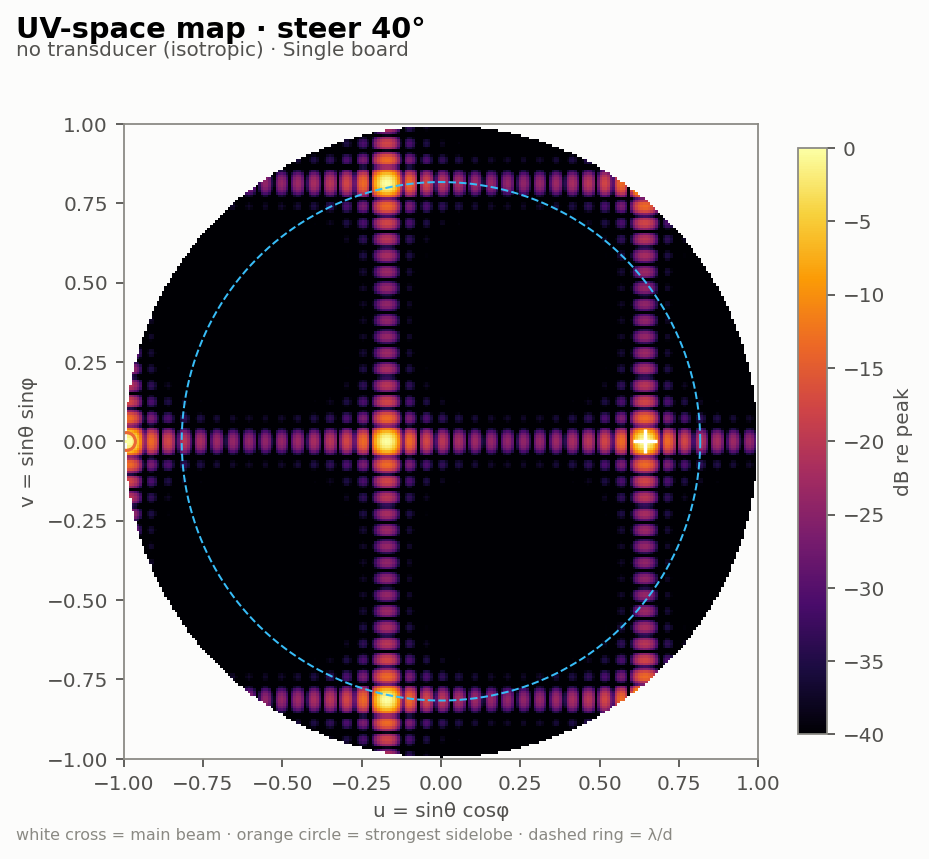 UV-space map · steer 40°
no transducer (isotropic) · Single board
1.00
0.75
0.50
0.25
0.00
−0.25
−0.50
−0.75
−1.00
v = sinθ sinφ
−1.00 −0.75 −0.50 −0.25 0.00 0.25 0.50 0.75 1.00
u = sinθ cosφ
0
−5
−10
−15
−20
−25
−30
−35
−40
dB re peak
white cross = main beam · orange circle = strongest sidelobe · dashed ring = λ/d